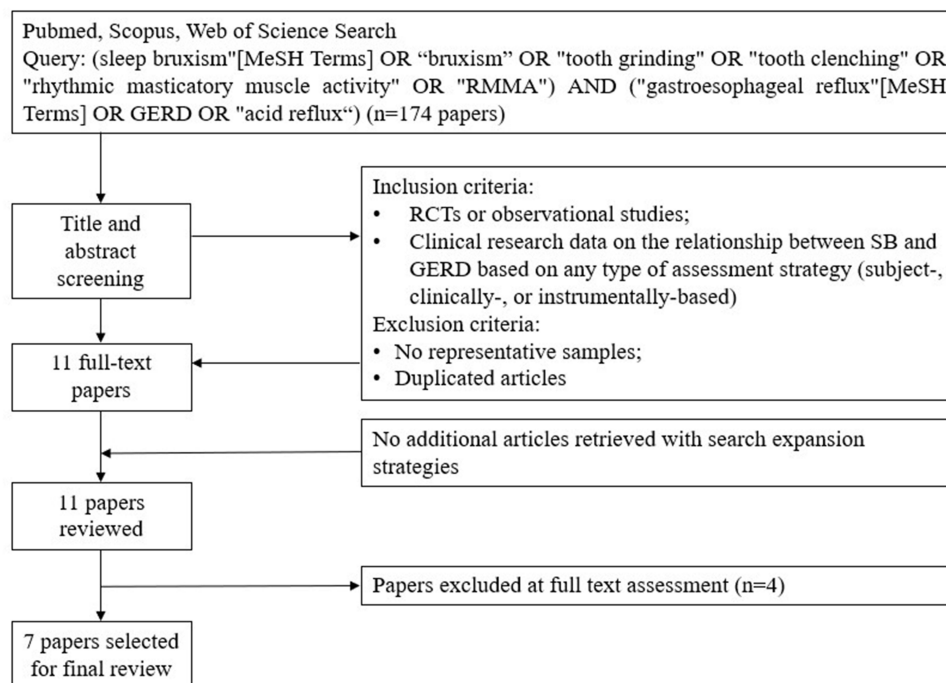 Pubmed, Scopus, Web of Science Search
Query: (sleep bruxism"[MeSH Terms] OR “bruxism” OR "tooth grinding" OR "tooth clenching" OR
"rhythmic masticatory muscle activity" OR "RMMA") AND ("gastroesophageal reflux"[MeSH
Terms] OR GERD OR "acid reflux“) (n=174 papers)
Title and
abstract
screening
Inclusion criteria:
• RCTs or observational studies;
• Clinical research data on the relationship between SB and
GERD based on any type of assessment strategy (subject-,
clinically-, or instrumentally-based)
Exclusion criteria:
• No representative samples;
• Duplicated articles
11 full-text
papers
No additional articles retrieved with search expansion
strategies
11 papers
reviewed
Papers excluded at full text assessment (n=4)
7 papers selected
for final review